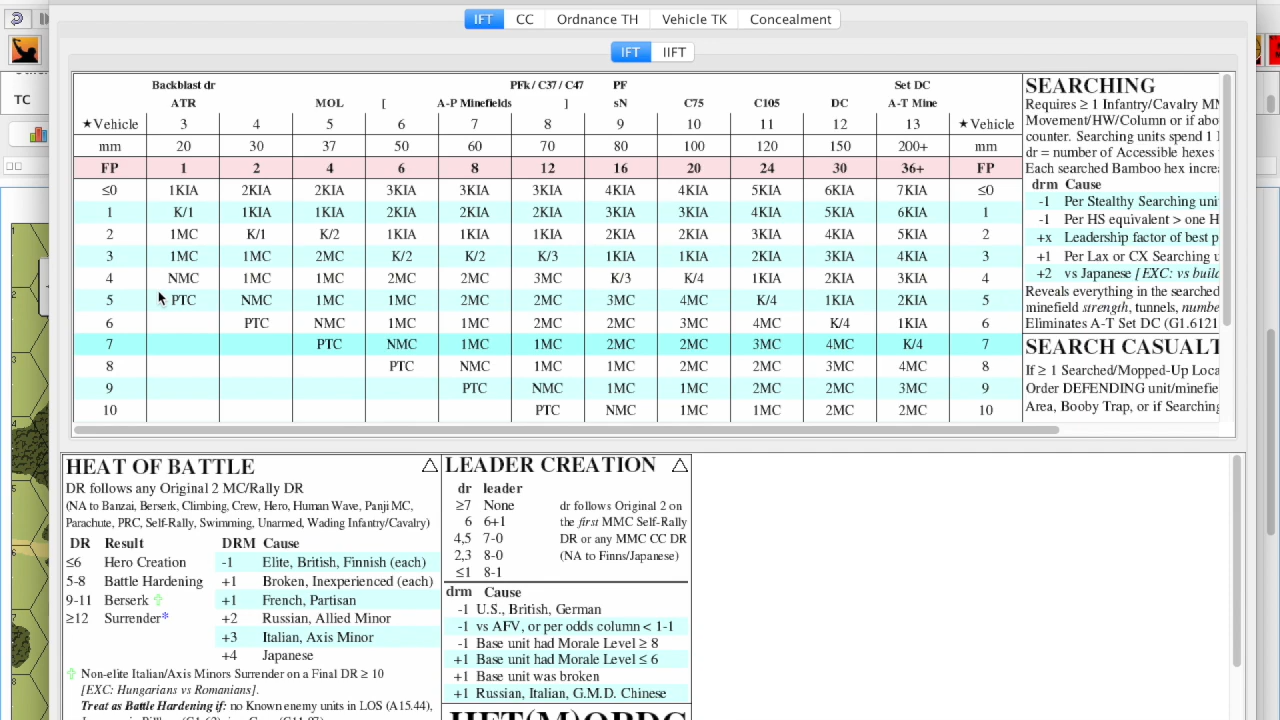 IFT CC Ordnance TH Vehicle TK Concealment
IFT IIFT
TC
Backblast dr PFk / C37 / C47 PF Set DC
ATR MOL [ A-P Minefields ] sN C75 C105 DC A-T Mine
★Vehicle 3 4 5 6 7 8 9 10 11 12 13 ★Vehicle
mm 20 30 37 50 60 70 80 100 120 150 200+ mm
FP 1 2 4 6 8 12 16 20 24 30 36+ FP
≤0 1KIA 2KIA 2KIA 3KIA 3KIA 3KIA 4KIA 4KIA 5KIA 6KIA 7KIA ≤0
1 K/1 1KIA 1KIA 2KIA 2KIA 2KIA 3KIA 3KIA 4KIA 5KIA 6KIA 1
2 1MC K/1 K/2 1KIA 1KIA 1KIA 2KIA 2KIA 3KIA 4KIA 5KIA 2
3 1MC 1MC 2MC K/2 K/2 K/3 1KIA 1KIA 2KIA 3KIA 4KIA 3
4 NMC 1MC 1MC 2MC 2MC 3MC K/3 K/4 1KIA 2KIA 3KIA 4
5 PTC NMC 1MC 1MC 2MC 2MC 3MC 4MC K/4 1KIA 2KIA 5
6 PTC NMC 1MC 1MC 2MC 2MC 3MC 4MC K/4 1KIA 6
7 PTC NMC 1MC 1MC 2MC 2MC 3MC 4MC K/4 7
8 PTC NMC 1MC 1MC 2MC 2MC 3MC 4MC 8
9 PTC NMC 1MC 1MC 2MC 2MC 3MC 9
10 PTC NMC 1MC 1MC 2MC 2MC 10
SEARCHING
Requires ≥ 1 Infantry/Cavalry MM
Movement/HW/Column or if abo
counter. Searching units spend 1
dr = number of Accessible hexes
Each searched Bamboo hex increa
drm Cause
-1 Per Stealthy Searching uni
-1 Per HS equivalent > one H
+x Leadership factor of best p
+1 Per Lax or CX Searching u
+2 vs Japanese [EXC: vs build
Reveals everything in the searched
minefield strength, tunnels, numbe
Eliminates A-T Set DC (G1.6121
SEARCH CASUALT
If ≥ 1 Searched/Mopped-Up Loca
Order DEFENDING unit/minefie
Area, Booby Trap, or if Searching
HEAT OF BATTLE
DR follows any Original 2 MC/Rally DR
(NA to Banzai, Berserk, Climbing, Crew, Hero, Human Wave, Panji MC,
Parachute, PRC, Self-Rally, Swimming, Unarmed, Wading Infantry/Cavalry)
DR Result DRM Cause
≤6 Hero Creation -1 Elite, British, Finnish (each)
5-8 Battle Hardening +1 Broken, Inexperienced (each)
9-11 Berserk ✞ +1 French, Partisan
≥12 Surrender* +2 Russian, Allied Minor
+3 Italian, Axis Minor
+4 Japanese
✞ Non-elite Italian/Axis Minors Surrender on a Final DR ≥ 10
[EXC: Hungarians vs Romanians].
Treat as Battle Hardening if: no Known enemy units in LOS (A15.44),
LEADER CREATION
dr leader
≥7 None dr follows Original 2 on
6 6+1 the first MMC Self-Rally
4,5 7-0 DR or any MMC CC DR
2,3 8-0 (NA to Finns/Japanese)
≤1 8-1
drm Cause
-1 U.S., British, German
-1 vs AFV, or per odds column < 1-1
-1 Base unit had Morale Level ≥ 8
+1 Base unit had Morale Level ≤ 6
+1 Base unit was broken
+1 Russian, Italian, G.M.D. Chinese